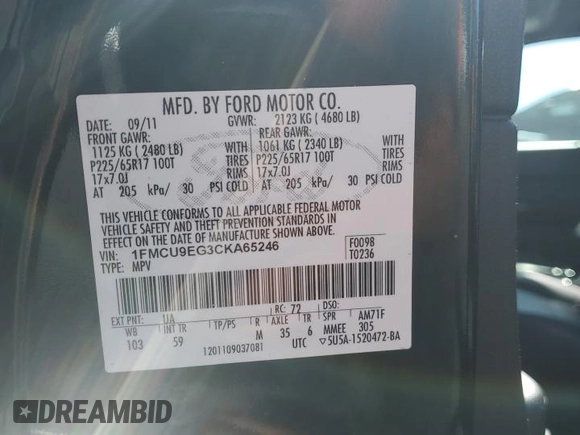 MFD. BY FORD MOTOR CO.
DATE: 09/11 GVWR: 2123 KG ( 4680 LB)
FRONT GAWR: REAR GAWR:
1125 KG ( 2480 LB) 1061 KG ( 2340 LB)
P225/65R17 100T TIRES P225/65R17 100T
17x7.0J RIMS 17x7.0J
AT 205 kPa/ 30 PSI COLD AT 205 kPa/ 30 PSI COLD
THIS VEHICLE CONFORMS TO ALL APPLICABLE FEDERAL MOTOR
VEHICLE SAFETY AND THEFT PREVENTION STANDARDS IN
EFFECT ON THE DATE OF MANUFACTURE SHOWN ABOVE.
VIN: 1FMCU9EG3CKA65246 F0098
TYPE: MPV T0236
EXT PNT: UA RC: 72 DSO:
WB INT TR TP/PS R AXLE TR SPR AM71F
103 59 M 35 6 MMEE 305
1201109037081 UTC ▽SU5A-1520472-BA
DREAMBID